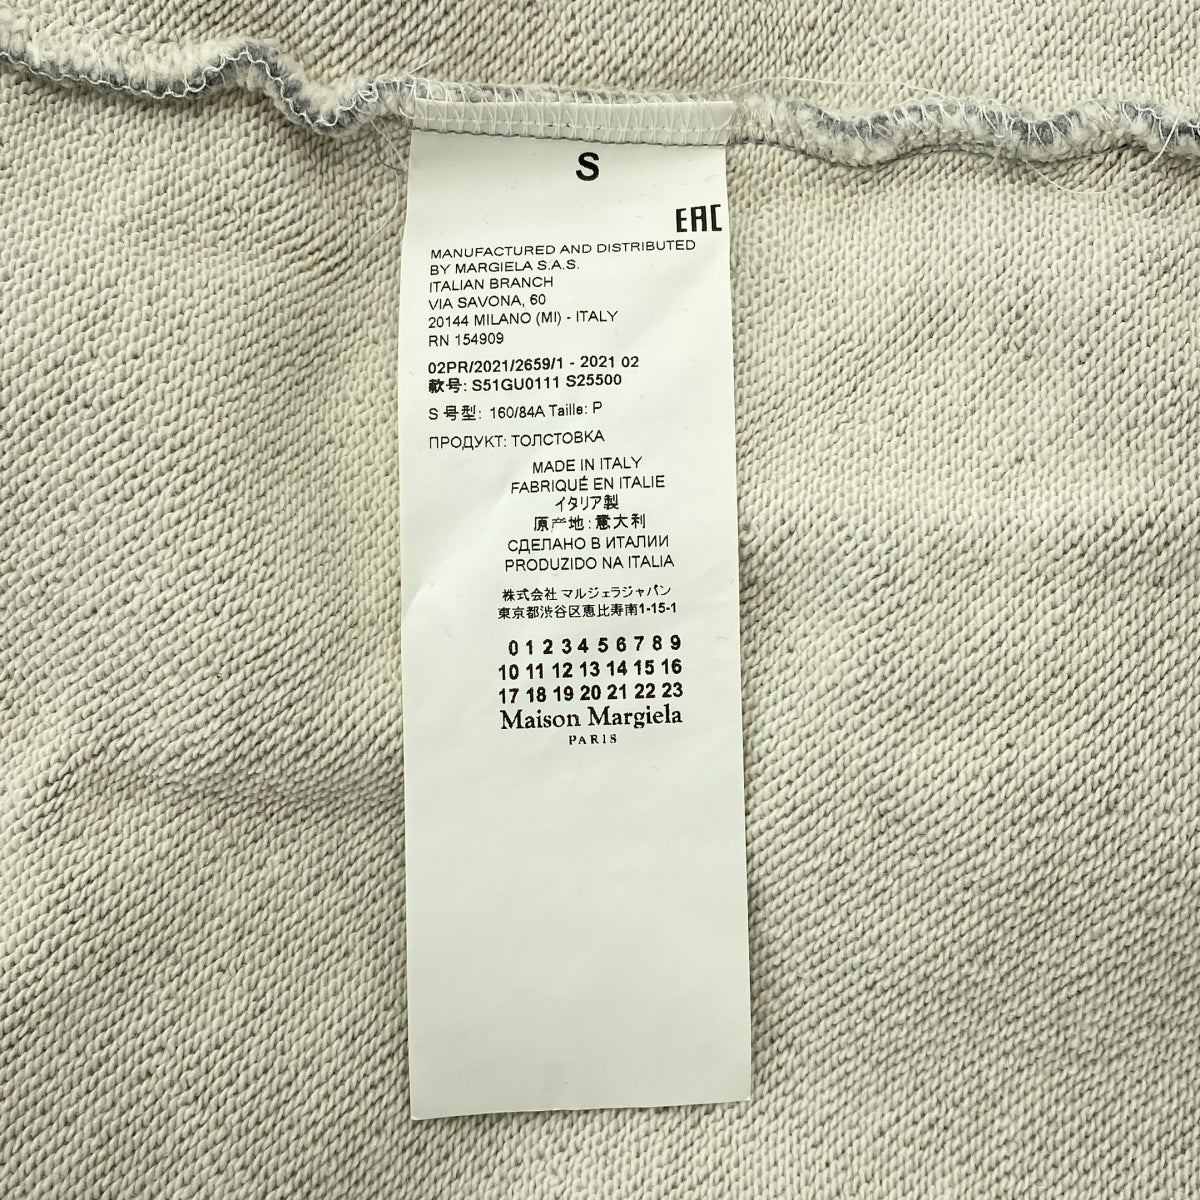 S
EAC
MANUFACTURED AND DISTRIBUTED
BY MARGIELA S.A.S.
ITALIAN BRANCH
VIA SAVONA, 60
20144 MILANO (MI) - ITALY
RN 154909
02PR/2021/2659/1 - 2021 02
款号: S51GU0111 S25500
S 号型: 160/84A Taille: P
ПРОДУКТ: ТОЛСТОВКА
MADE IN ITALY
FABRIQUÉ EN ITALIE
イタリア製
原产地: 意大利
СДЕЛАНО В ИТАЛИИ
PRODUZIDO NA ITALIA
株式会社 マルジェラジャパン
東京都渋谷区恵比寿南1-15-1
0 1 2 3 4 5 6 7 8 9
10 11 12 13 14 15 16
17 18 19 20 21 22 23
Maison Margiela
PARIS